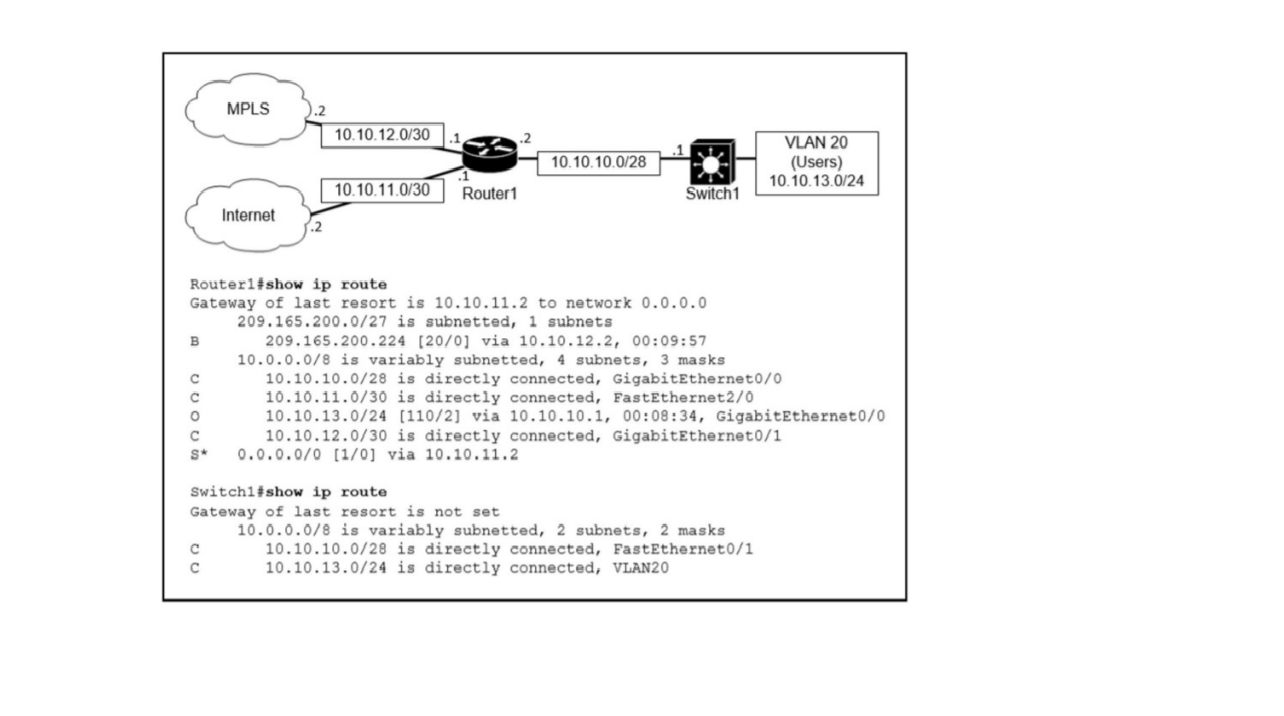 MPLS
.2
10.10.12.0/30
.1
.2
10.10.10.0/28
.1
VLAN 20
(Users)
10.10.13.0/24
10.10.11.0/30
.1
Router1
Switch1
Internet
.2
Router1#show ip route
Gateway of last resort is 10.10.11.2 to network 0.0.0.0
209.165.200.0/27 is subnetted, 1 subnets
B 209.165.200.224 [20/0] via 10.10.12.2, 00:09:57
10.0.0.0/8 is variably subnetted, 4 subnets, 3 masks
C 10.10.10.0/28 is directly connected, GigabitEthernet0/0
C 10.10.11.0/30 is directly connected, FastEthernet2/0
O 10.10.13.0/24 [110/2] via 10.10.10.1, 00:08:34, GigabitEthernet0/0
C 10.10.12.0/30 is directly connected, GigabitEthernet0/1
S* 0.0.0.0/0 [1/0] via 10.10.11.2
Switch1#show ip route
Gateway of last resort is not set
10.0.0.0/8 is variably subnetted, 2 subnets, 2 masks
C 10.10.10.0/28 is directly connected, FastEthernet0/1
C 10.10.13.0/24 is directly connected, VLAN20